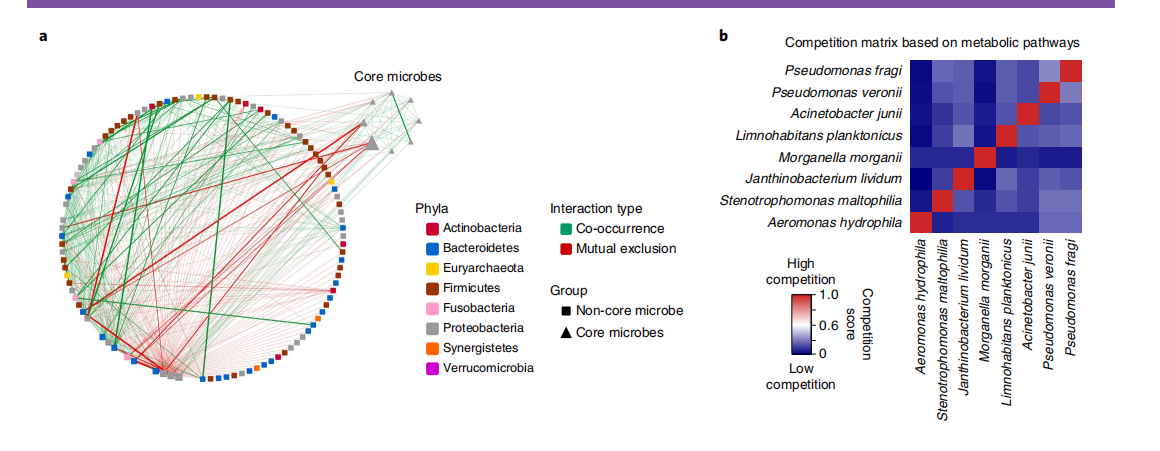 a
Core microbes
Phyla
Actinobacteria
Bacteroidetes
Euryarchaeota
Firmicutes
Fusobacteria
Proteobacteria
Synergistetes
Verrucomicrobia
Interaction type
Co-occurrence
Mutual exclusion
Group
Non-core microbe
Core microbes
b
Competition matrix based on metabolic pathways
Pseudomonas fragi
Pseudomonas veronii
Acinetobacter junii
Limnohabitans planktonicus
Morganella morganii
Janthinobacterium lividum
Stenotrophomonas maltophilia
Aeromonas hydrophila
Aeromonas hydrophila
Stenotrophomonas maltophilia
Janthinobacterium lividum
Morganella morganii
Limnohabitans planktonicus
Acinetobacter junii
Pseudomonas veronii
Pseudomonas fragi
High
competition
1.0
0.6
0
Low
competition
Competition
score